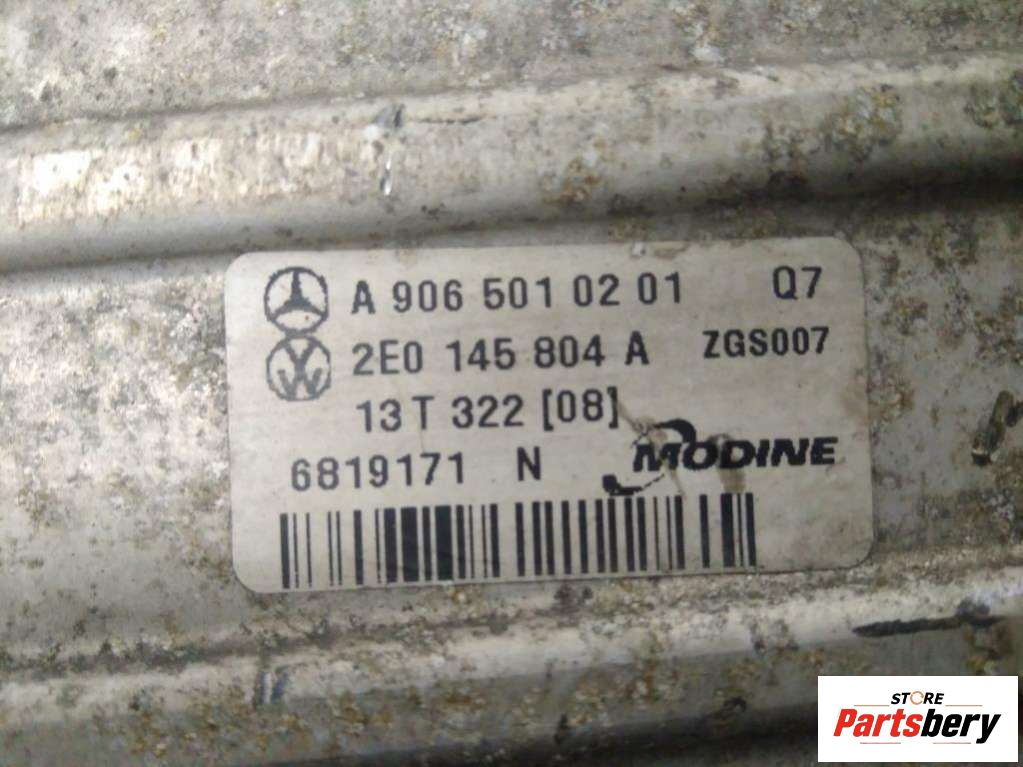 A 906 501 02 01 Q7
2E0 145 804 A ZGS007
13 T 322 [08]
6819171 N MODINE
STORE
Partsbery